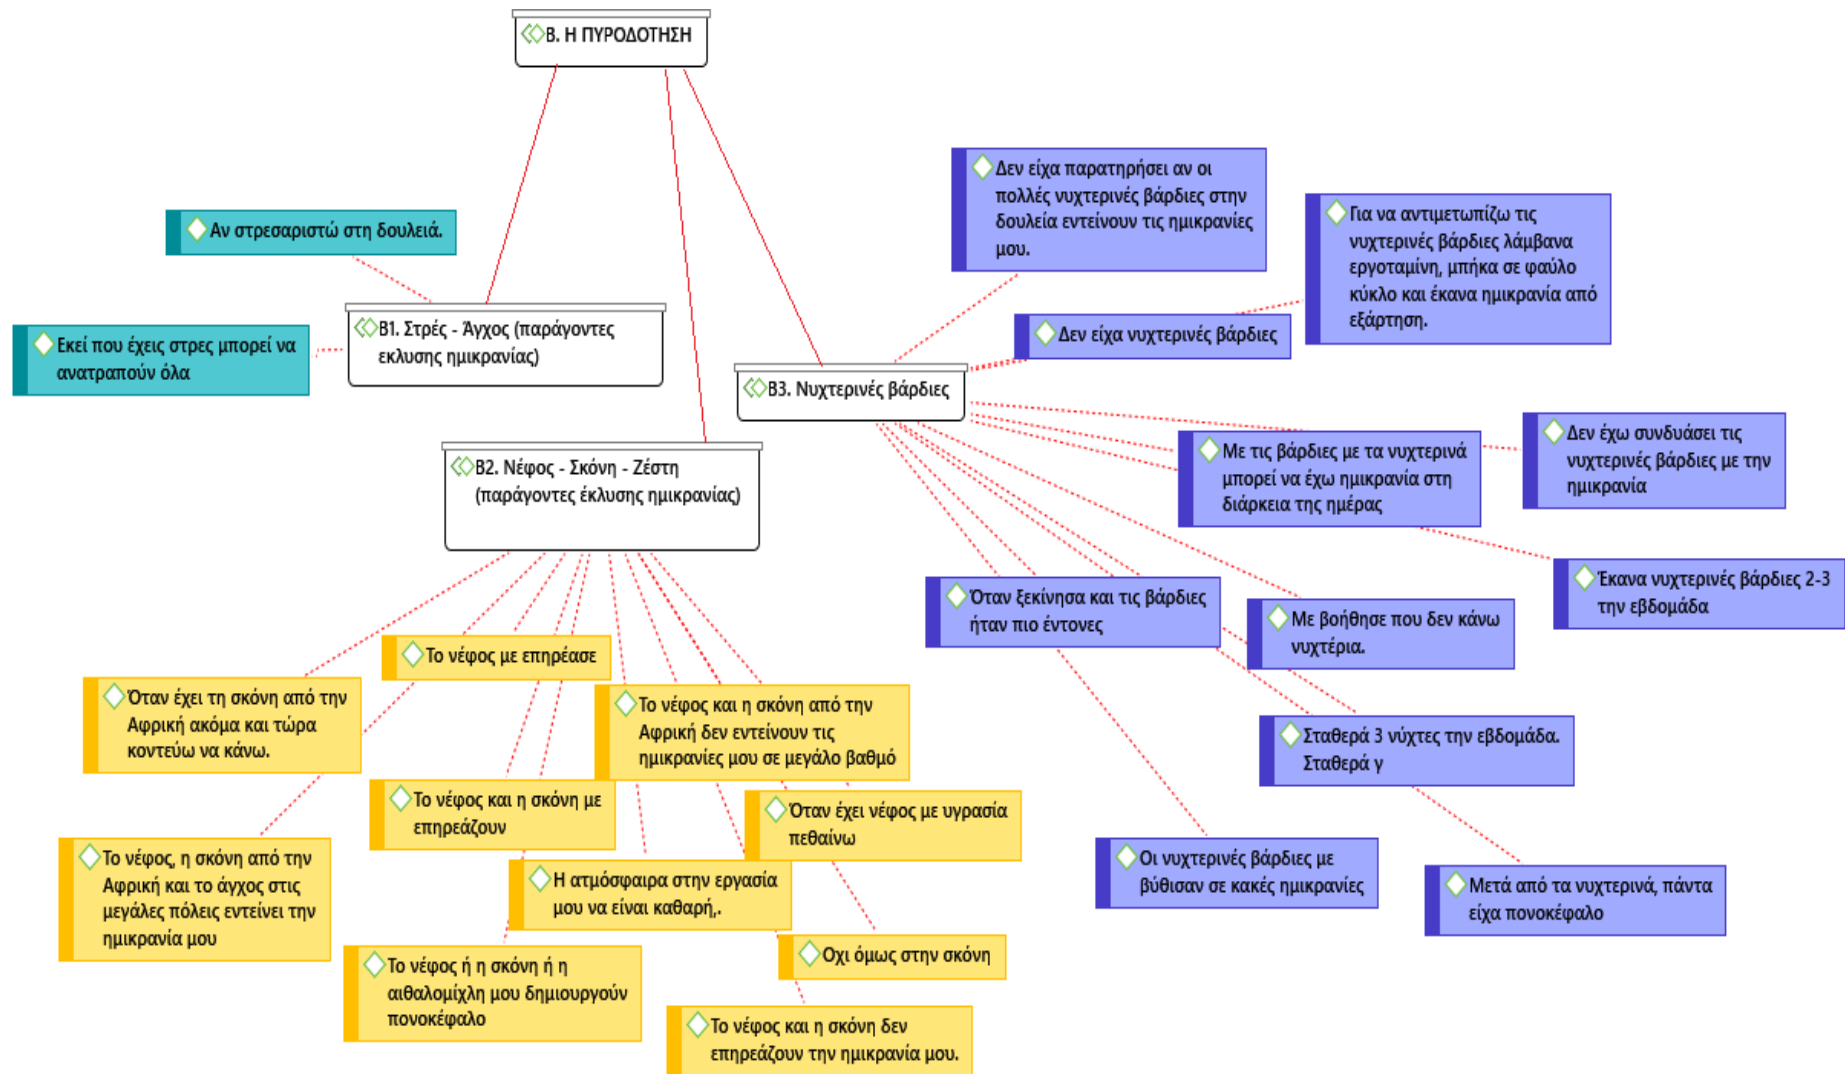 Β. Η ΠΥΡΟΔΟΤΗΣΗ
Αν στρεσαριστώ στη δουλειά.
Εκεί που έχεις στρες μπορεί να
ανατραπούν όλα
Β1. Στρές - Άγχος (παράγοντες
εκλυσης ημικρανίας)
Β2. Νέφος - Σκόνη - Ζέστη
(παράγοντες έκλυσης ημικρανίας)
Β3. Νυχτερινές βάρδιες
Δεν είχα παρατηρήσει αν οι
πολλές νυχτερινές βάρδιες στην
δουλεία εντείνουν τις ημικρανίες
μου.
Για να αντιμετωπίζω τις
νυχτερινές βάρδιες λάμβανα
εργοταμίνη, μπήκα σε φαύλο
κύκλο και έκανα ημικρανία από
εξάρτηση.
Δεν είχα νυχτερινές βάρδιες
Με τις βάρδιες με τα νυχτερινά
μπορεί να έχω ημικρανία στη
διάρκεια της ημέρας
Δεν έχω συνδυάσει τις
νυχτερινές βάρδιες με την
ημικρανία
Έκανα νυχτερινές βάρδιες 2-3
την εβδομάδα
Όταν ξεκίνησα και τις βάρδιες
ήταν πιο έντονες
Με βοήθησε που δεν κάνω
νυχτέρια.
Σταθερά 3 νύχτες την εβδομάδα.
Σταθερά γ
Οι νυχτερινές βάρδιες με
βύθισαν σε κακές ημικρανίες
Μετά από τα νυχτερινά, πάντα
είχα πονοκέφαλο
Το νέφος με επηρέασε
Όταν έχει τη σκόνη από την
Αφρική ακόμα και τώρα
κοντεύω να κάνω.
Το νέφος και η σκόνη από την
Αφρική δεν εντείνουν τις
ημικρανίες μου σε μεγάλο βαθμό
Το νέφος και η σκόνη με
επηρεάζουν
Όταν έχει νέφος με υγρασία
πεθαίνω
Το νέφος, η σκόνη από την
Αφρική και το άγχος στις
μεγάλες πόλεις εντείνει την
ημικρανία μου
Η ατμόσφαιρα στην εργασία
μου να είναι καθαρή,.
Το νέφος ή η σκόνη ή η
αιθαλομίχλη μου δημιουργούν
πονοκέφαλο
Οχι όμως στην σκόνη
Το νέφος και η σκόνη δεν
επηρεάζουν την ημικρανία μου.